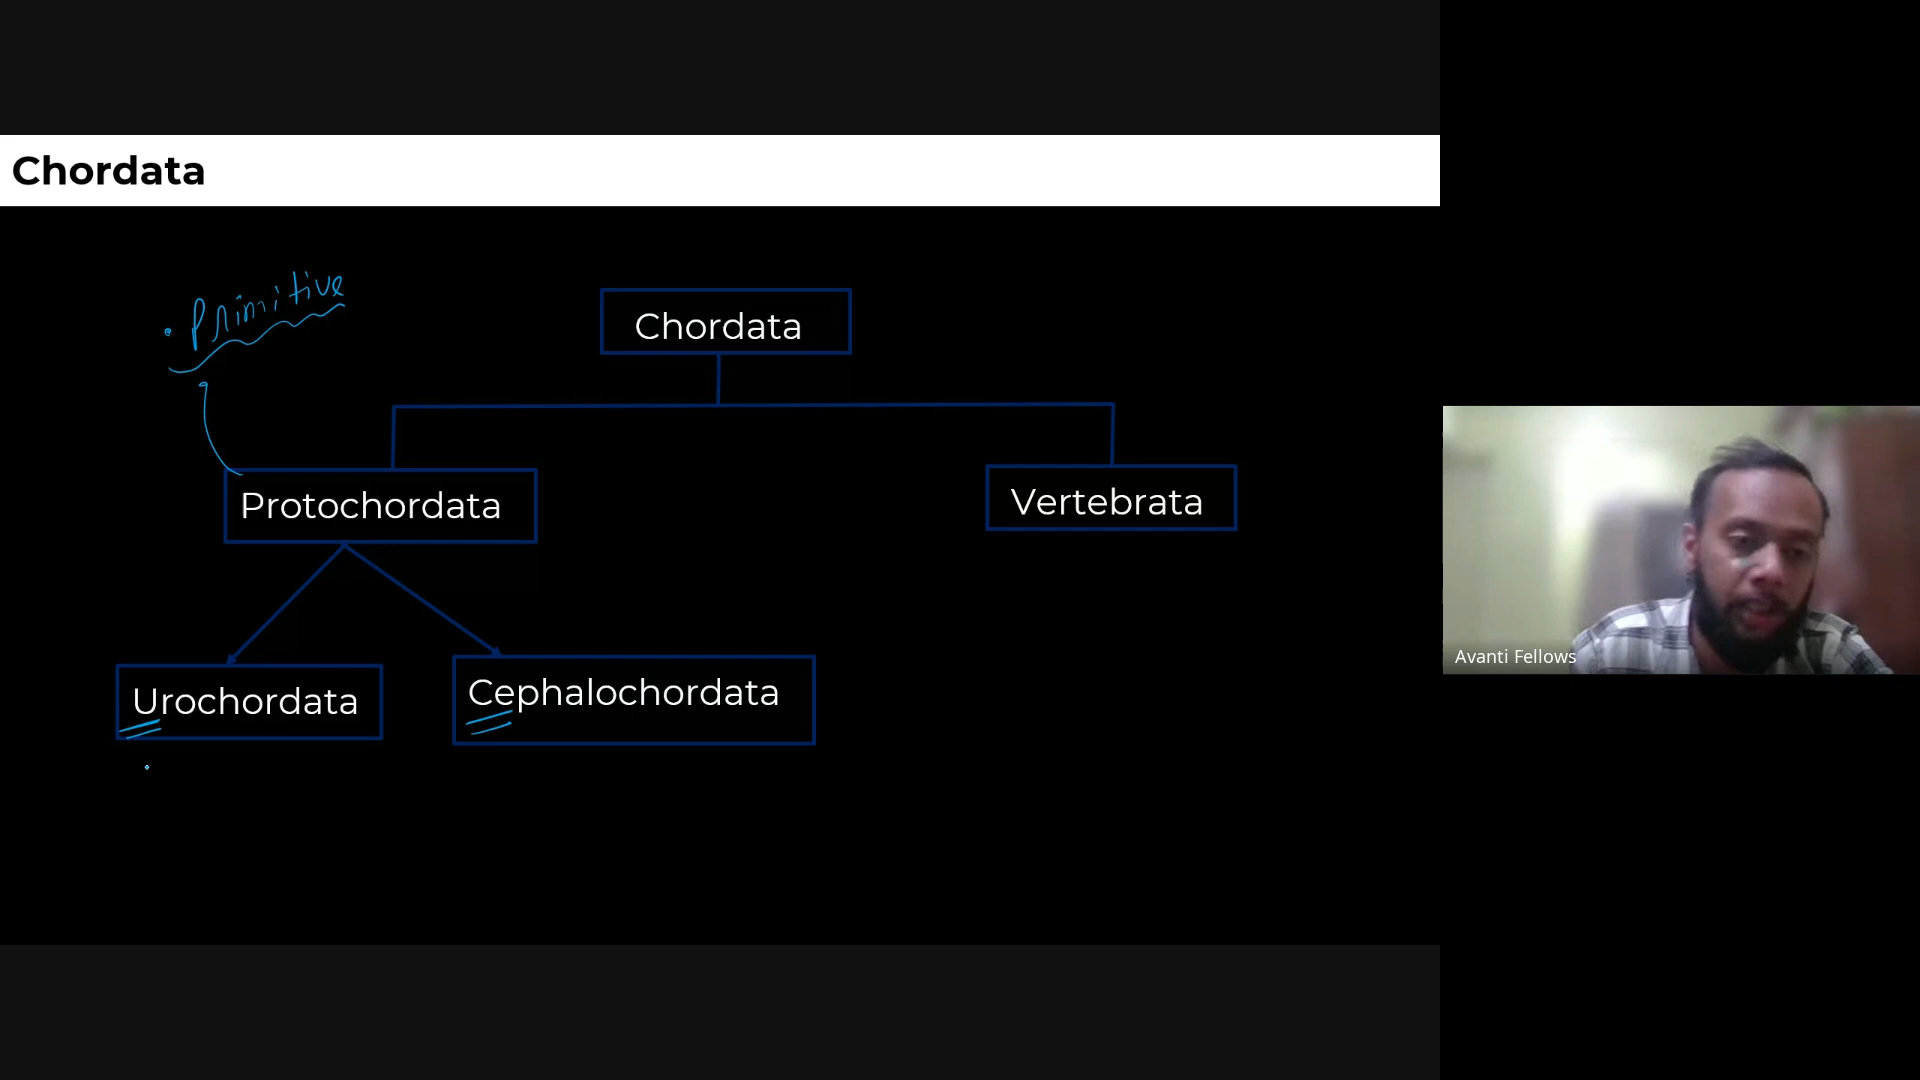 Chordata
. Primitive
Chordata
Protochordata
Vertebrata
Urochordata
Cephalochordata
Avanti Fellows